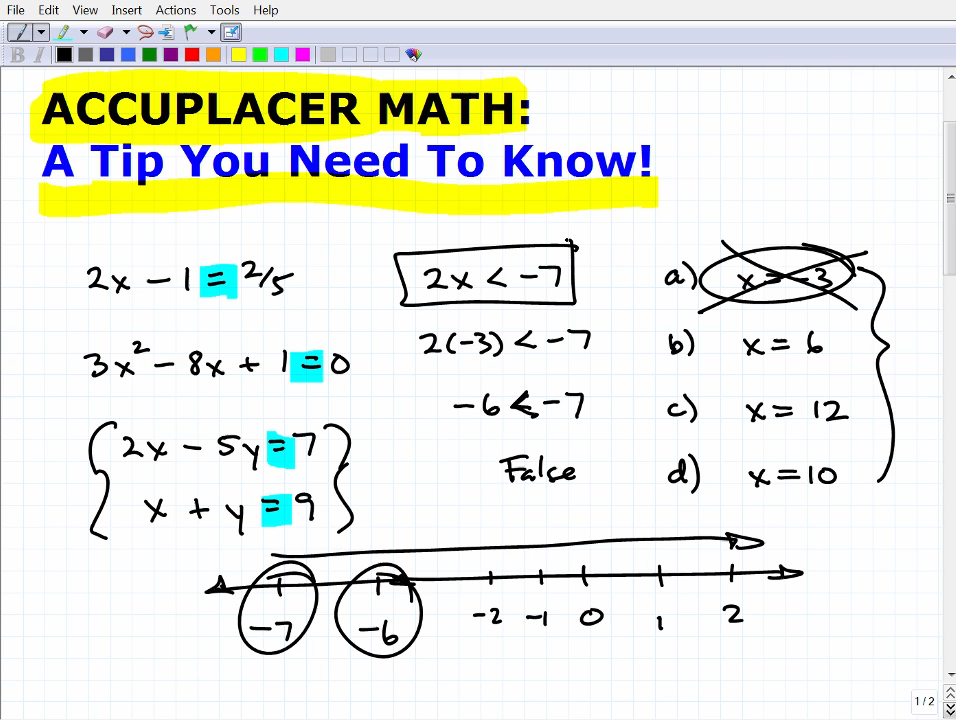 File Edit View Insert Actions Tools Help
B I
ACCUPLACER MATH:
A Tip You Need To Know!
2x − 1 = 2/5
3x² − 8x + 1 = 0
2x − 5y = 7
x + y = 9
2x < −7
2(−3) < −7
−6 < −7
False
a) x = −3
b) x = 6
c) x = 12
d) x = 10
−7 −6 −2 −1 0 1 2
1 / 2